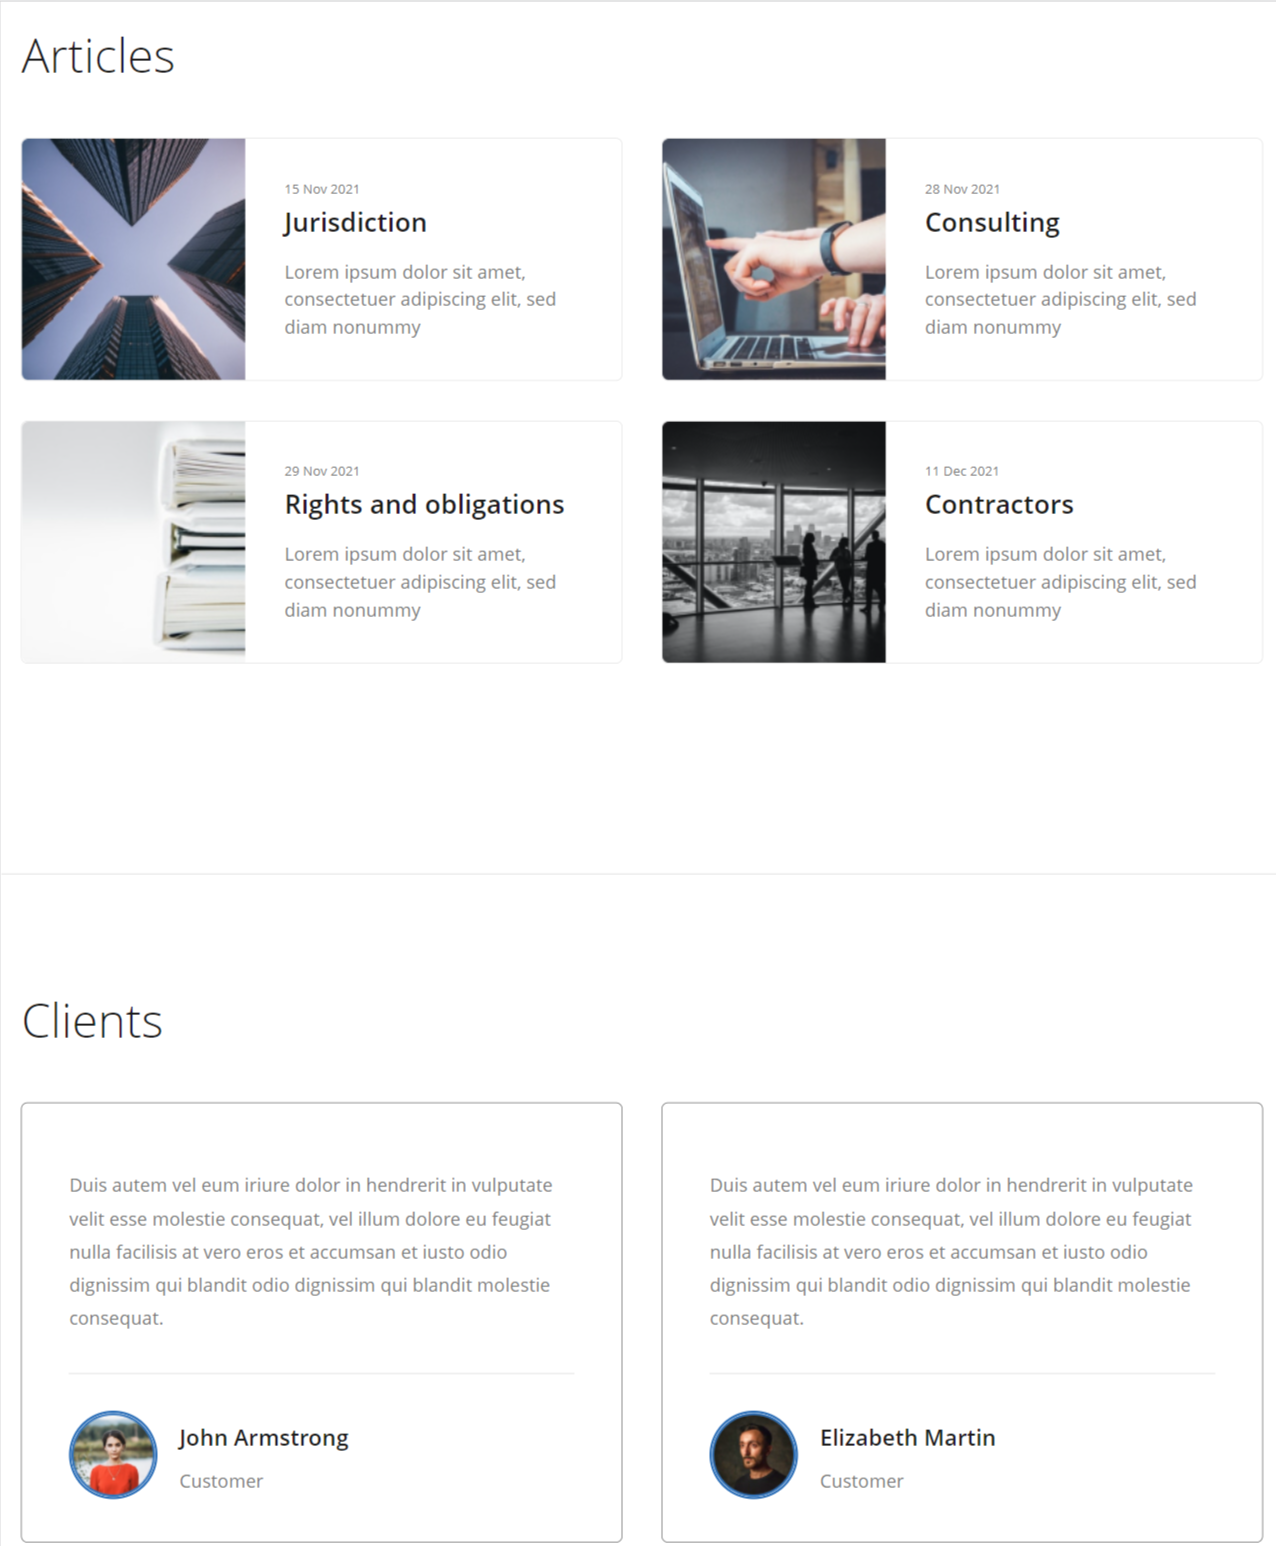 Articles
15 Nov 2021
Jurisdiction
Lorem ipsum dolor sit amet,
consectetuer adipiscing elit, sed
diam nonummy
28 Nov 2021
Consulting
Lorem ipsum dolor sit amet,
consectetuer adipiscing elit, sed
diam nonummy
29 Nov 2021
Rights and obligations
Lorem ipsum dolor sit amet,
consectetuer adipiscing elit, sed
diam nonummy
11 Dec 2021
Contractors
Lorem ipsum dolor sit amet,
consectetuer adipiscing elit, sed
diam nonummy
Clients
Duis autem vel eum iriure dolor in hendrerit in vulputate
velit esse molestie consequat, vel illum dolore eu feugiat
nulla facilisis at vero eros et accumsan et iusto odio
dignissim qui blandit odio dignissim qui blandit molestie
consequat.
John Armstrong
Customer
Duis autem vel eum iriure dolor in hendrerit in vulputate
velit esse molestie consequat, vel illum dolore eu feugiat
nulla facilisis at vero eros et accumsan et iusto odio
dignissim qui blandit odio dignissim qui blandit molestie
consequat.
Elizabeth Martin
Customer